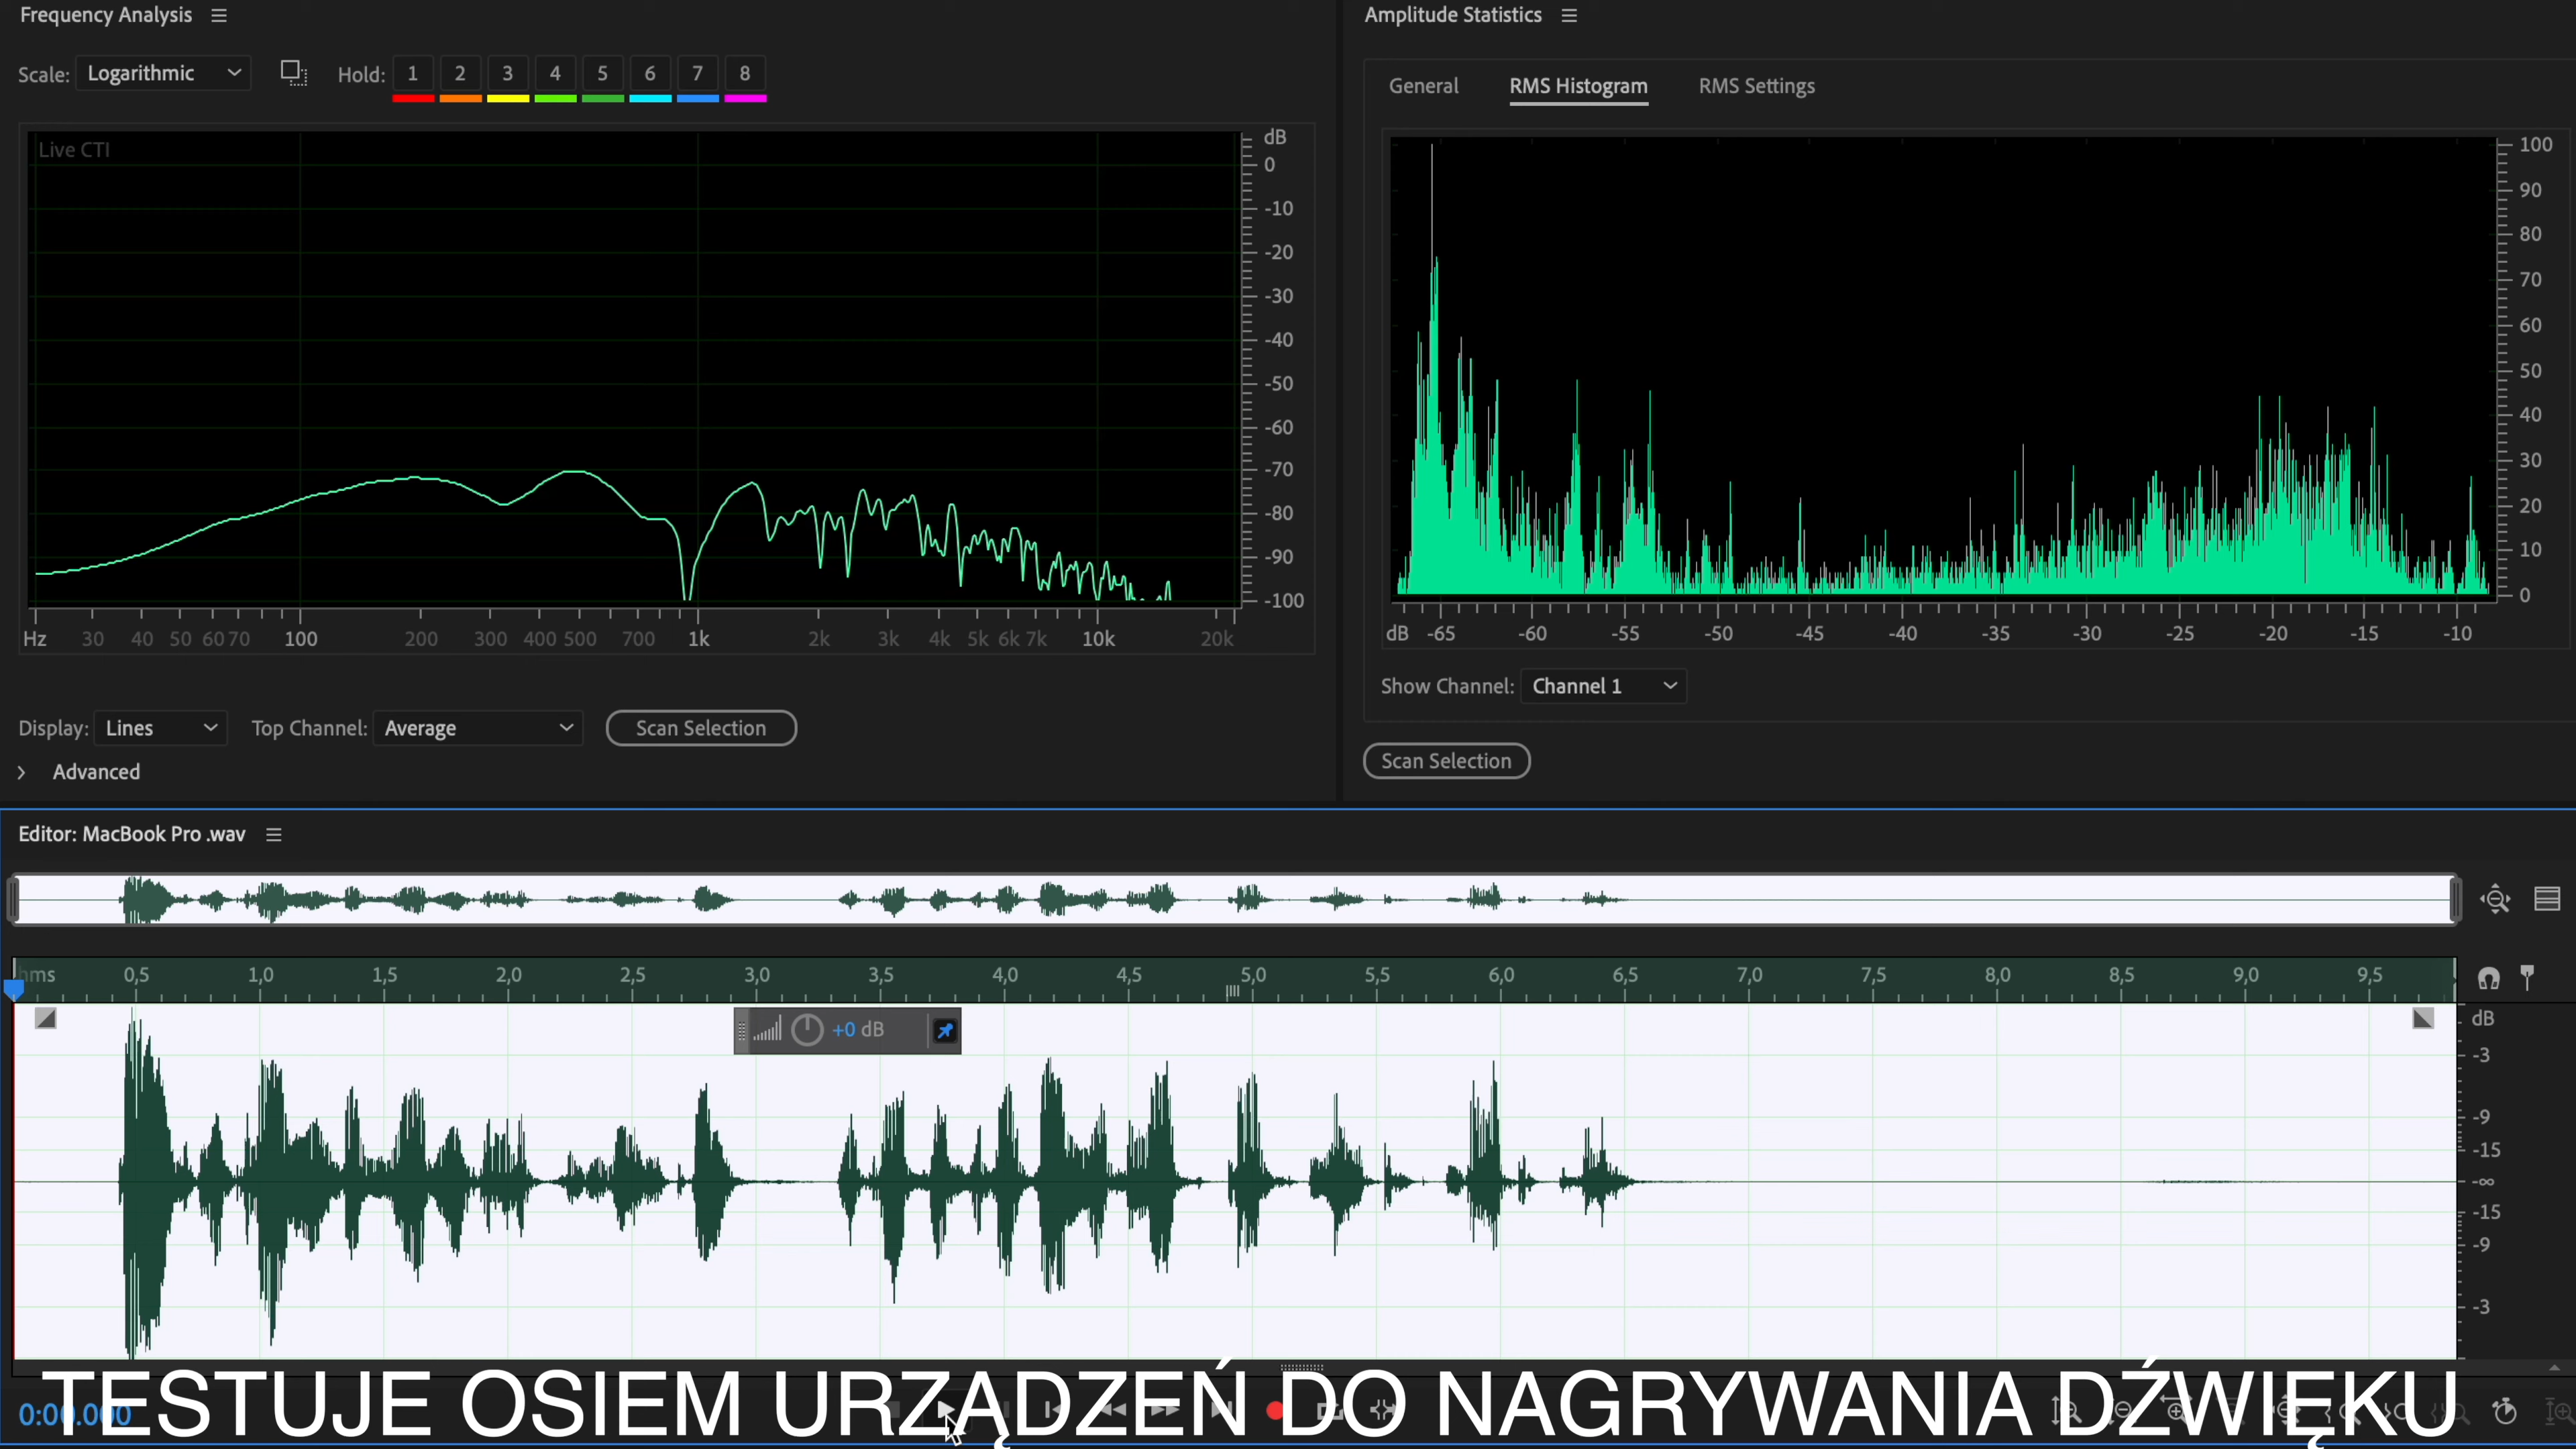 Frequency Analysis
Amplitude Statistics
Scale: Logarithmic Hold: 1 2 3 4 5 6 7 8
General RMS Histogram RMS Settings
Live CTI
dB
0
-10
-20
-30
-40
-50
-60
-70
-80
-90
-100
Hz 30 40 50 60 70 100 200 300 400 500 700 1k 2k 3k 4k 5k 6k 7k 10k 20k
100
90
80
70
60
50
40
30
20
10
0
dB -65 -60 -55 -50 -45 -40 -35 -30 -25 -20 -15 -10
Show Channel: Channel 1
Display: Lines Top Channel: Average Scan Selection
Advanced
Scan Selection
Editor: MacBook Pro .wav
hms 0,5 1,0 1,5 2,0 2,5 3,0 3,5 4,0 4,5 5,0 5,5 6,0 6,5 7,0 7,5 8,0 8,5 9,0 9,5
+0 dB
dB
-3
-9
-15
-∞
-15
-9
-3
0:00.000
TESTUJE OSIEM URZĄDZEŃ DO NAGRYWANIA DŹWIĘKU